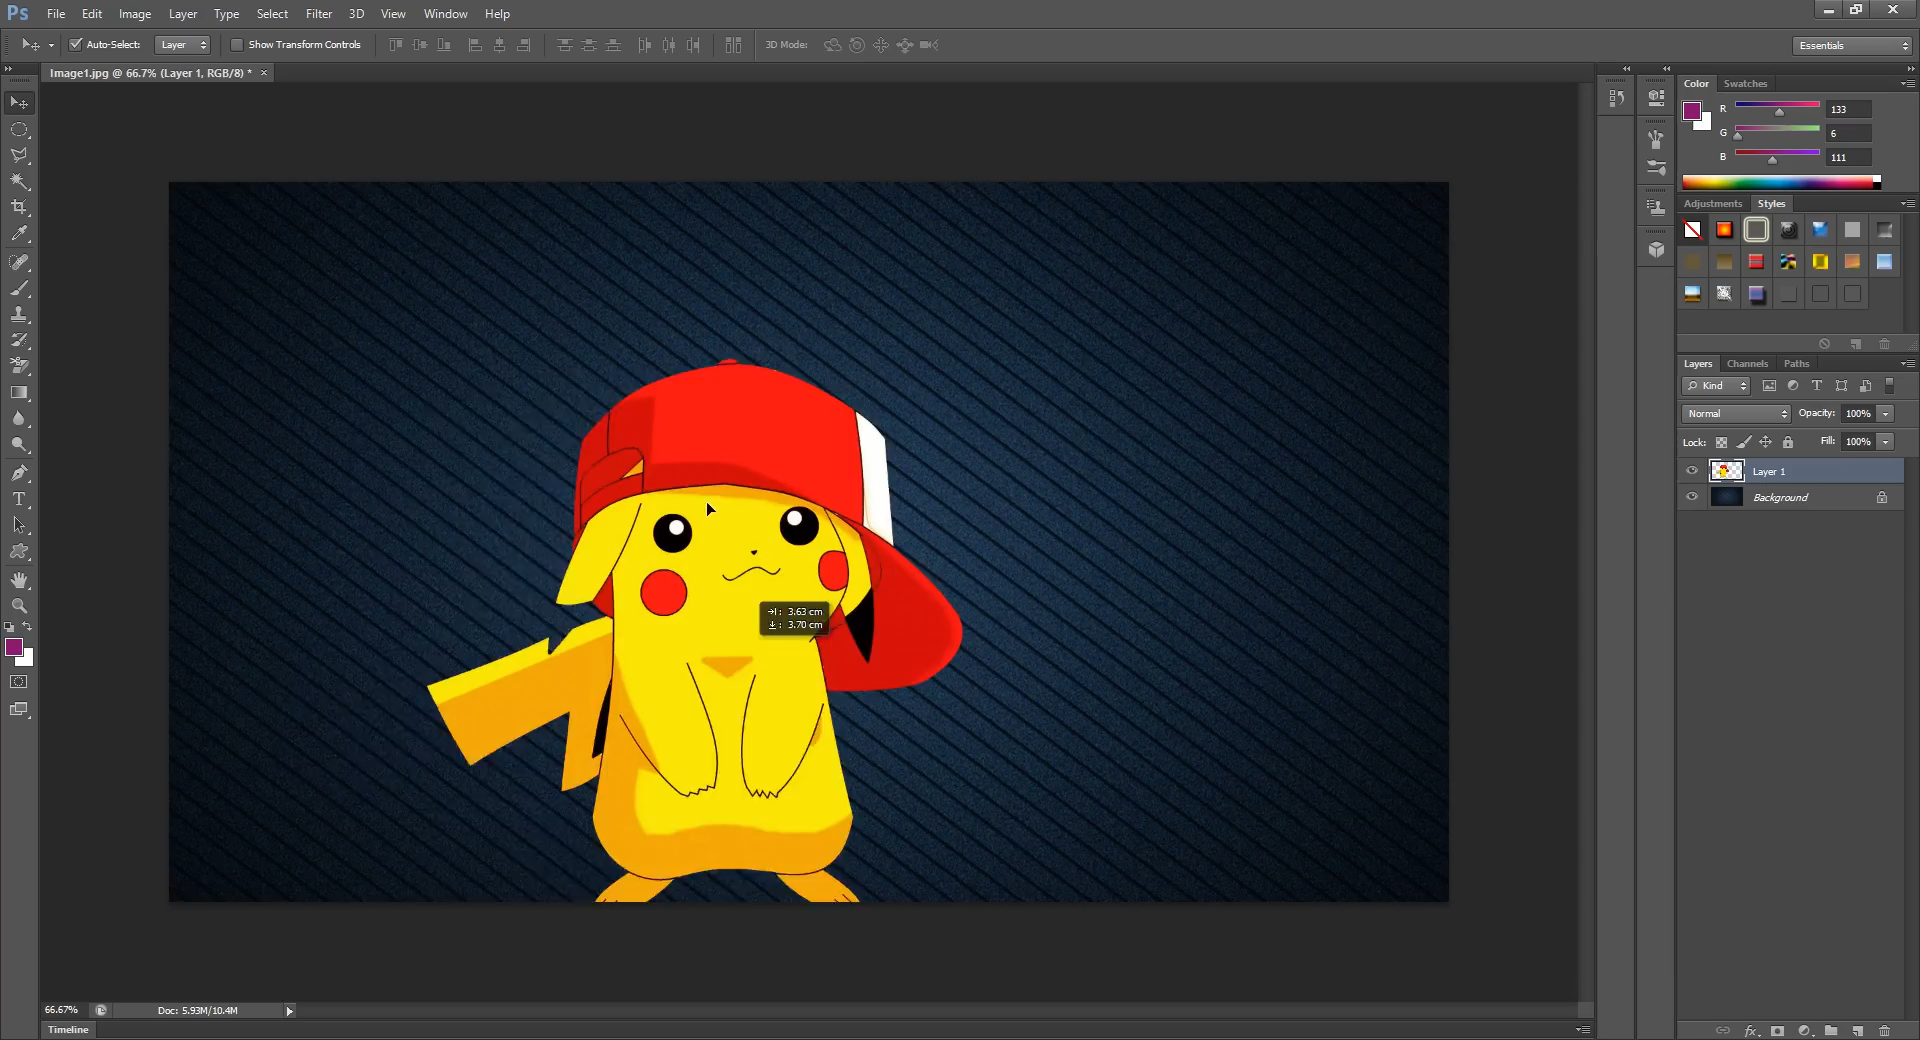 Ps File Edit Image Layer Type Select Filter 3D View Window Help
Auto-Select: Layer Show Transform Controls 3D Mode: Essentials
Image1.jpg @ 66.7% (Layer 1, RGB/8) * ×
Color Swatches
R 133
G 6
B 111
Adjustments Styles
Layers Channels Paths
Kind
Normal Opacity: 100%
Lock: Fill: 100%
Layer 1
Background
3.63 cm
3.70 cm
66.67% Doc: 5.93M/10.4M
Timeline